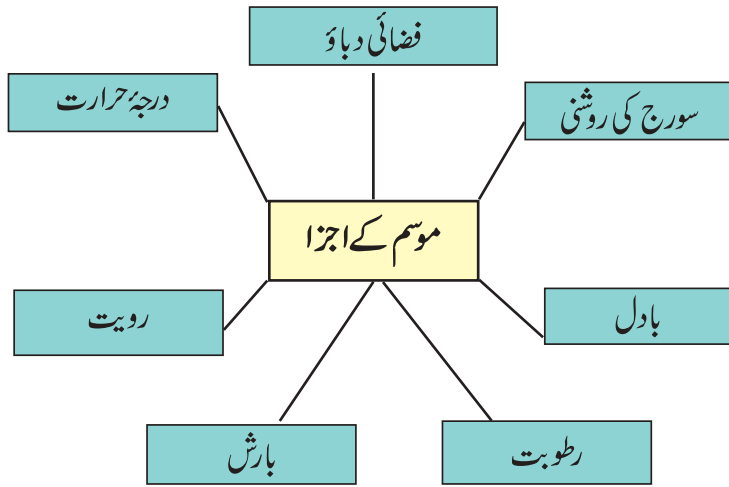 فضائی دباؤ
درجۂ حرارت
سورج کی روشنی
موسم کے اجزا
رویت
بادل
بارش
رطوبت